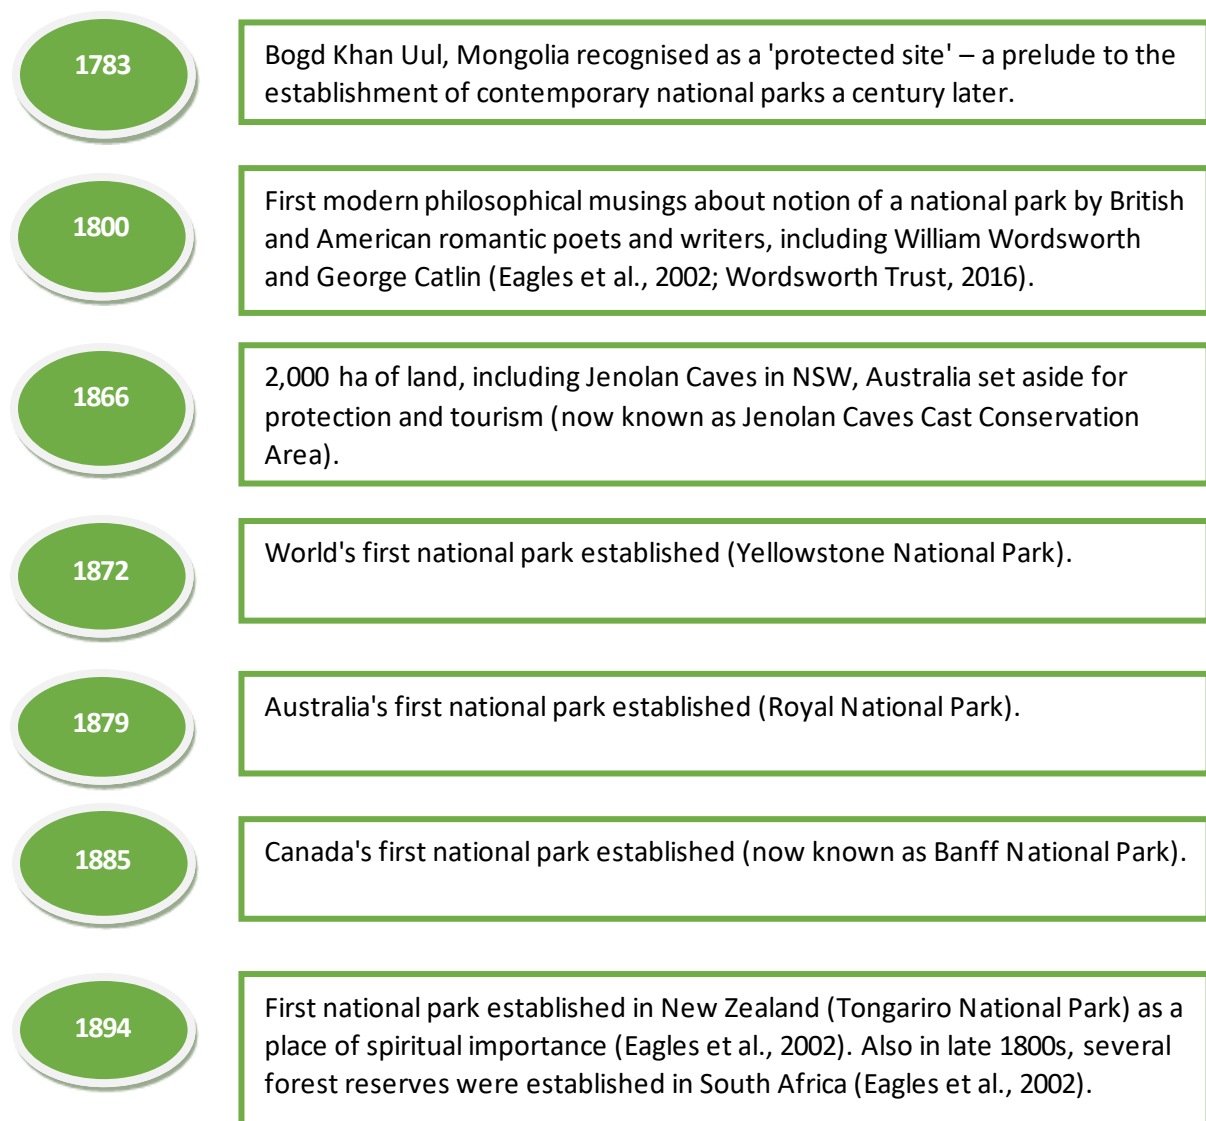 1783
Bogd Khan Uul, Mongolia recognised as a 'protected site' – a prelude to the
establishment of contemporary national parks a century later.
1800
First modern philosophical musings about notion of a national park by British
and American romantic poets and writers, including William Wordsworth
and George Catlin (Eagles et al., 2002; Wordsworth Trust, 2016).
1866
2,000 ha of land, including Jenolan Caves in NSW, Australia set aside for
protection and tourism (now known as Jenolan Caves Cast Conservation
Area).
1872
World's first national park established (Yellowstone National Park).
1879
Australia's first national park established (Royal National Park).
1885
Canada's first national park established (now known as Banff National Park).
1894
First national park established in New Zealand (Tongariro National Park) as a
place of spiritual importance (Eagles et al., 2002). Also in late 1800s, several
forest reserves were established in South Africa (Eagles et al., 2002).